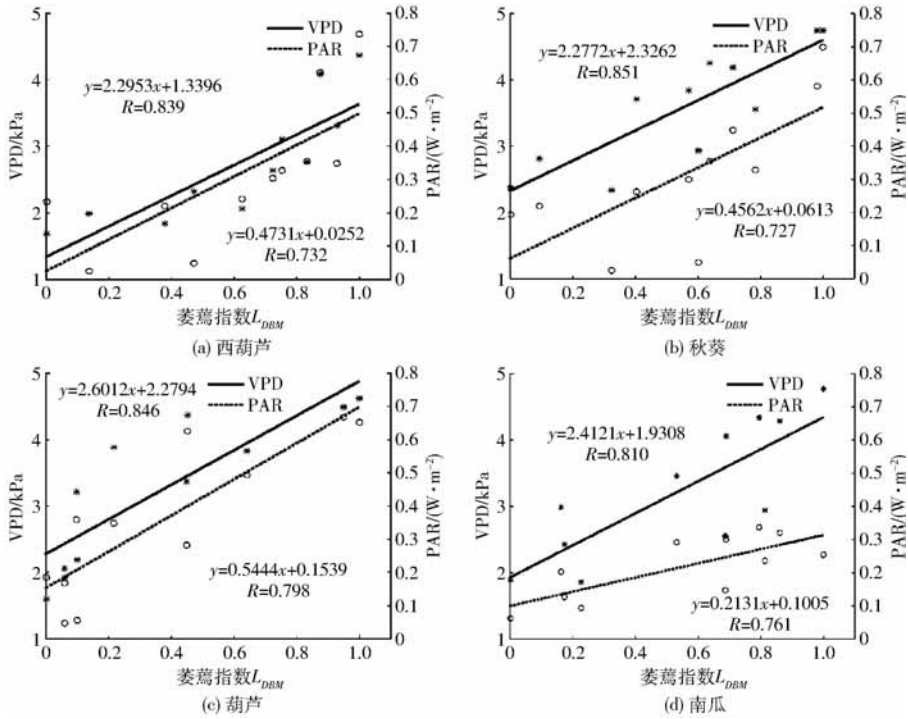 5
VPD
PAR
0.8
0.7
y=2.2953x+1.3396
R=0.839
4
0.6
0.5
VPD/kPa
3
0.4
PAR/(W·m⁻²)
0.3
2
0.2
y=0.4731x+0.0252
R=0.732
0.1
1
0
0 0.2 0.4 0.6 0.8 1.0
萎蔫指数L_DBM
(a) 西葫芦
5
VPD
PAR
0.8
0.7
y=2.2772x+2.3262
R=0.851
4
0.6
0.5
VPD/kPa
3
0.4
PAR/(W·m⁻²)
0.3
2
0.2
y=0.4562x+0.0613
R=0.727
0.1
1
0
0 0.2 0.4 0.6 0.8 1.0
萎蔫指数L_DBM
(b) 秋葵
5
y=2.6012x+2.2794
R=0.846
VPD
PAR
0.8
0.7
4
0.6
0.5
VPD/kPa
3
0.4
PAR/(W·m⁻²)
0.3
2
0.2
y=0.5444x+0.1539
R=0.798
0.1
1
0
0 0.2 0.4 0.6 0.8 1.0
萎蔫指数L_DBM
(c) 葫芦
5
VPD
PAR
0.8
0.7
y=2.4121x+1.9308
R=0.810
4
0.6
0.5
VPD/kPa
3
0.4
PAR/(W·m⁻²)
0.3
2
0.2
y=0.2131x+0.1005
R=0.761
0.1
1
0
0 0.2 0.4 0.6 0.8 1.0
萎蔫指数L_DBM
(d) 南瓜